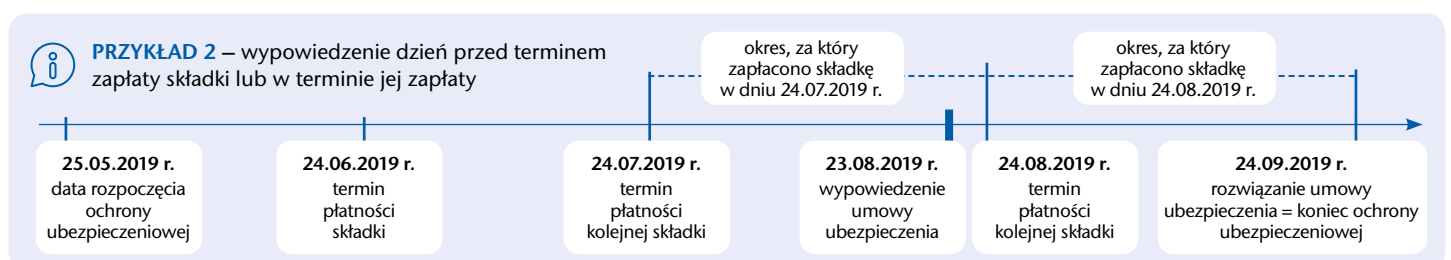 PRZYKŁAD 2 – wypowiedzenie dzień przed terminem
zapłaty składki lub w terminie jej zapłaty
okres, za który
zapłacono składkę
w dniu 24.07.2019 r.
okres, za który
zapłacono składkę
w dniu 24.08.2019 r.
25.05.2019 r.
data rozpoczęcia
ochrony
ubezpieczeniowej
24.06.2019 r.
termin
płatności
składki
24.07.2019 r.
termin
płatności
kolejnej składki
23.08.2019 r.
wypowiedzenie
umowy
ubezpieczenia
24.08.2019 r.
termin
płatności
kolejnej składki
24.09.2019 r.
rozwiązanie umowy
ubezpieczenia = koniec ochrony
ubezpieczeniowej